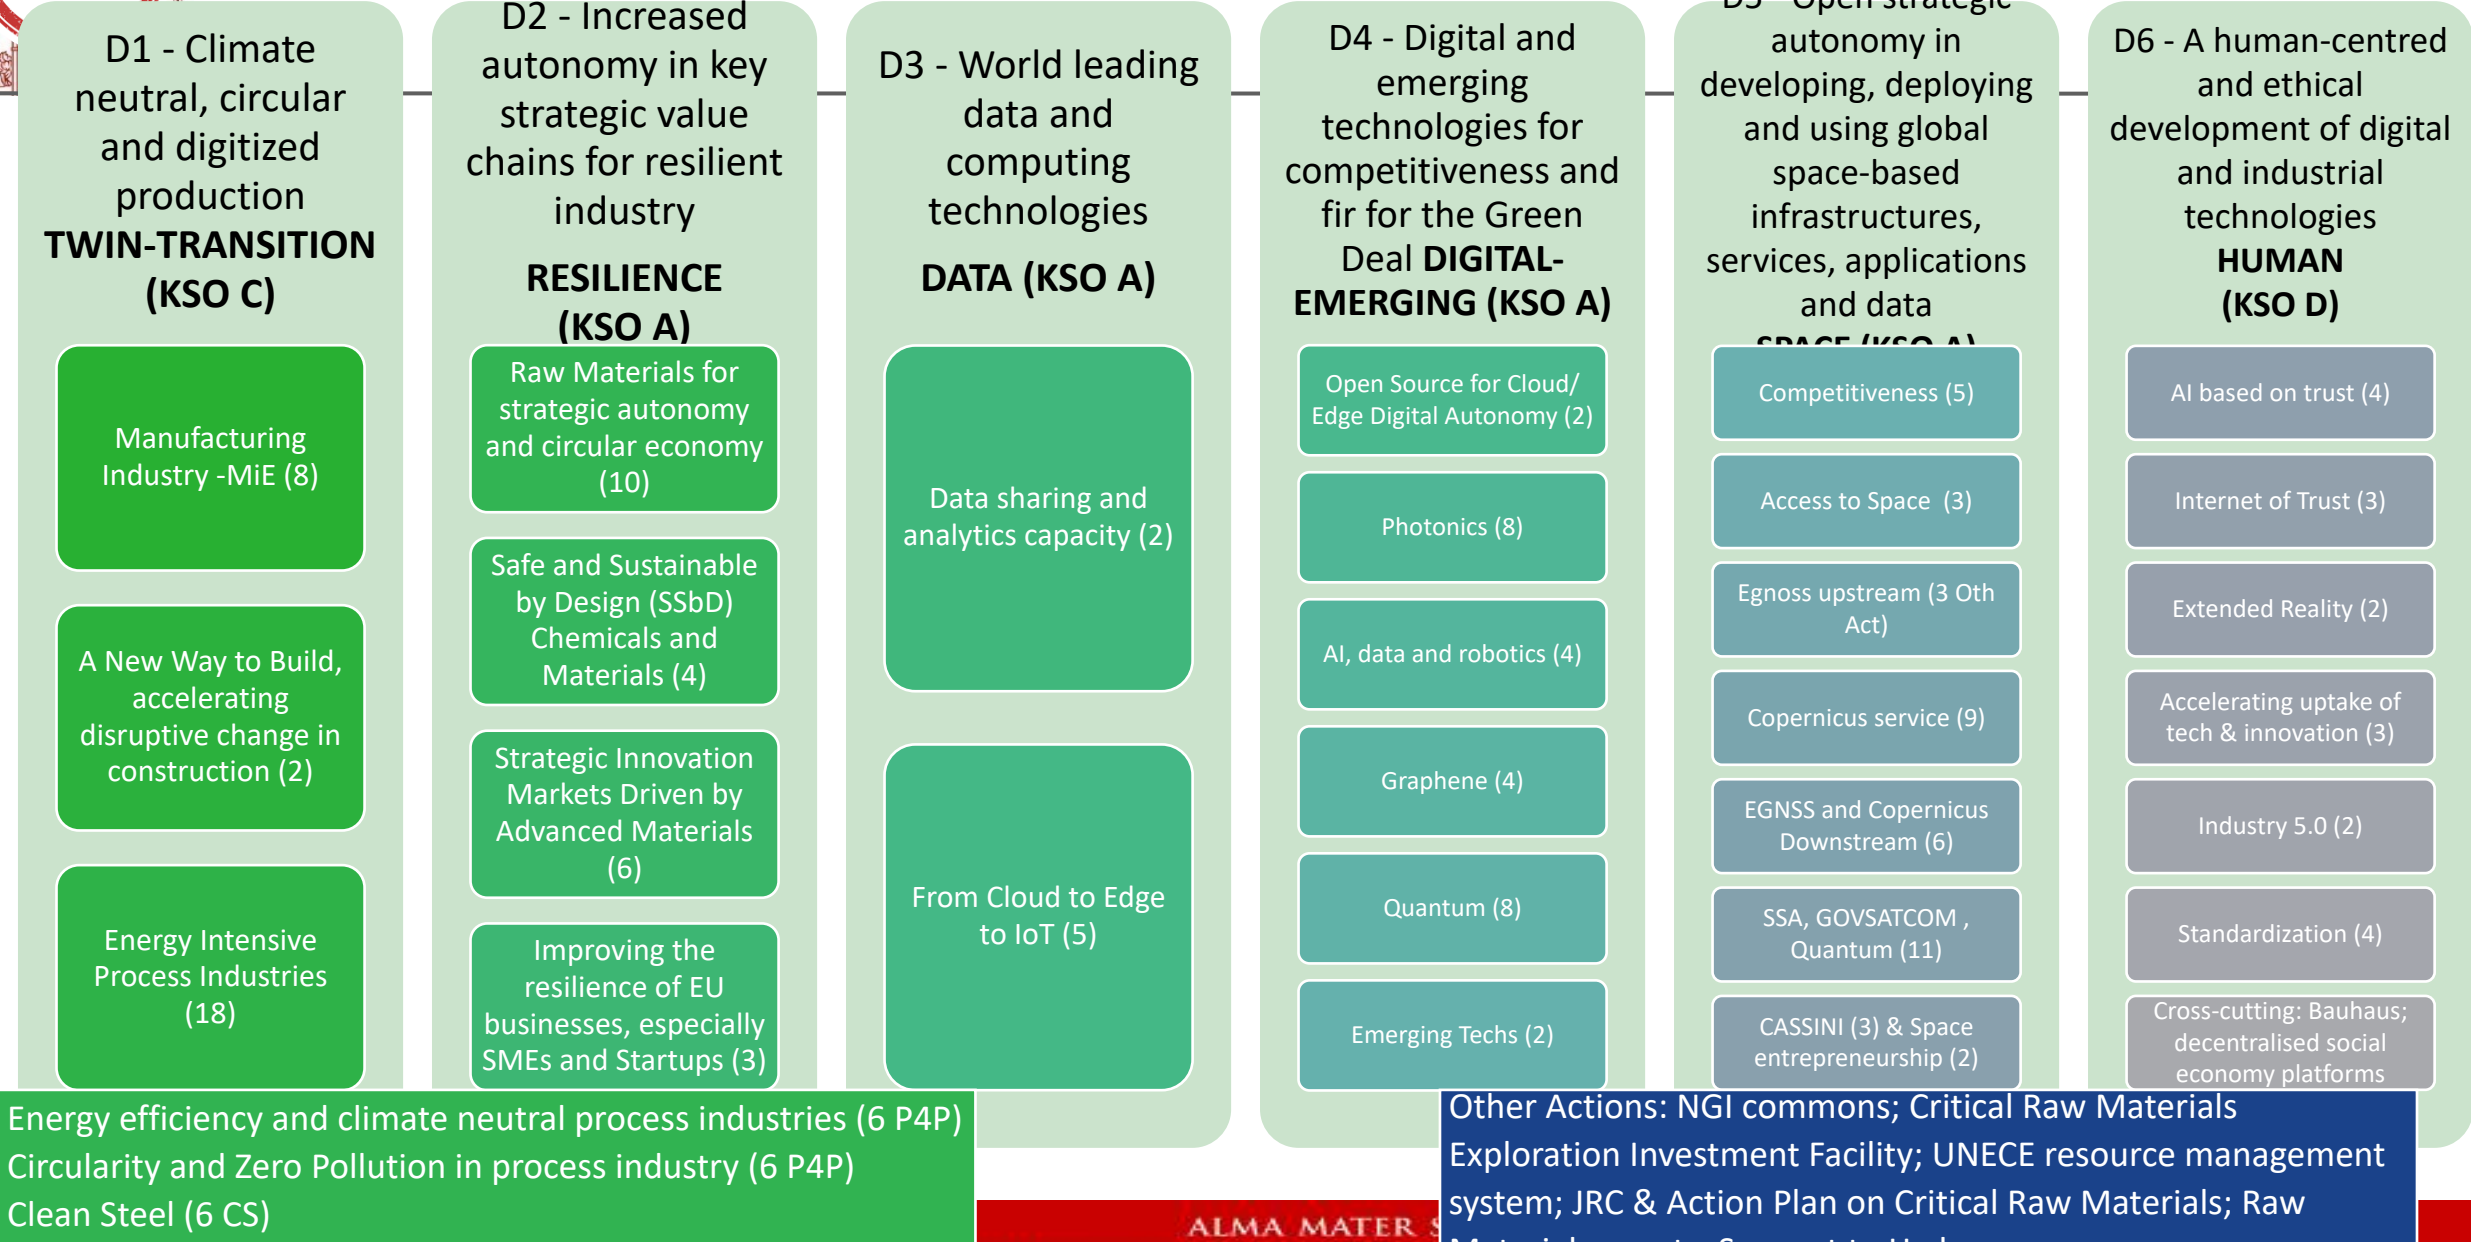 D1 - Climate
neutral, circular
and digitized
production
TWIN-TRANSITION
(KSO C)
Manufacturing
Industry -MiE (8)
A New Way to Build,
accelerating
disruptive change in
construction (2)
Energy Intensive
Process Industries
(18)
D2 - Increased
autonomy in key
strategic value
chains for resilient
industry
RESILIENCE
(KSO A)
Raw Materials for
strategic autonomy
and circular economy
(10)
Safe and Sustainable
by Design (SSbD)
Chemicals and
Materials (4)
Strategic Innovation
Markets Driven by
Advanced Materials
(6)
Improving the
resilience of EU
businesses, especially
SMEs and Startups (3)
D3 - World leading
data and
computing
technologies
DATA (KSO A)
Data sharing and
analytics capacity (2)
From Cloud to Edge
to IoT (5)
D4 - Digital and
emerging
technologies for
competitiveness and
fir for the Green
Deal DIGITAL-
EMERGING (KSO A)
Open Source for Cloud/
Edge Digital Autonomy (2)
Photonics (8)
AI, data and robotics (4)
Graphene (4)
Quantum (8)
Emerging Techs (2)
D5 - Open strategic
autonomy in
developing, deploying
and using global
space-based
infrastructures,
services, applications
and data
SPACE (KSO A)
Competitiveness (5)
Access to Space (3)
Egnoss upstream (3 Oth
Act)
Copernicus service (9)
EGNSS and Copernicus
Downstream (6)
SSA, GOVSATCOM ,
Quantum (11)
CASSINI (3) & Space
entrepreneurship (2)
D6 - A human-centred
and ethical
development of digital
and industrial
technologies
HUMAN
(KSO D)
AI based on trust (4)
Internet of Trust (3)
Extended Reality (2)
Accelerating uptake of
tech & innovation (3)
Industry 5.0 (2)
Standardization (4)
Cross-cutting: Bauhaus;
decentralised social
economy platforms
Energy efficiency and climate neutral process industries (6 P4P)
Circularity and Zero Pollution in process industry (6 P4P)
Clean Steel (6 CS)
Other Actions: NGI commons; Critical Raw Materials
Exploration Investment Facility; UNECE resource management
system; JRC & Action Plan on Critical Raw Materials; Raw
ALMA MATER